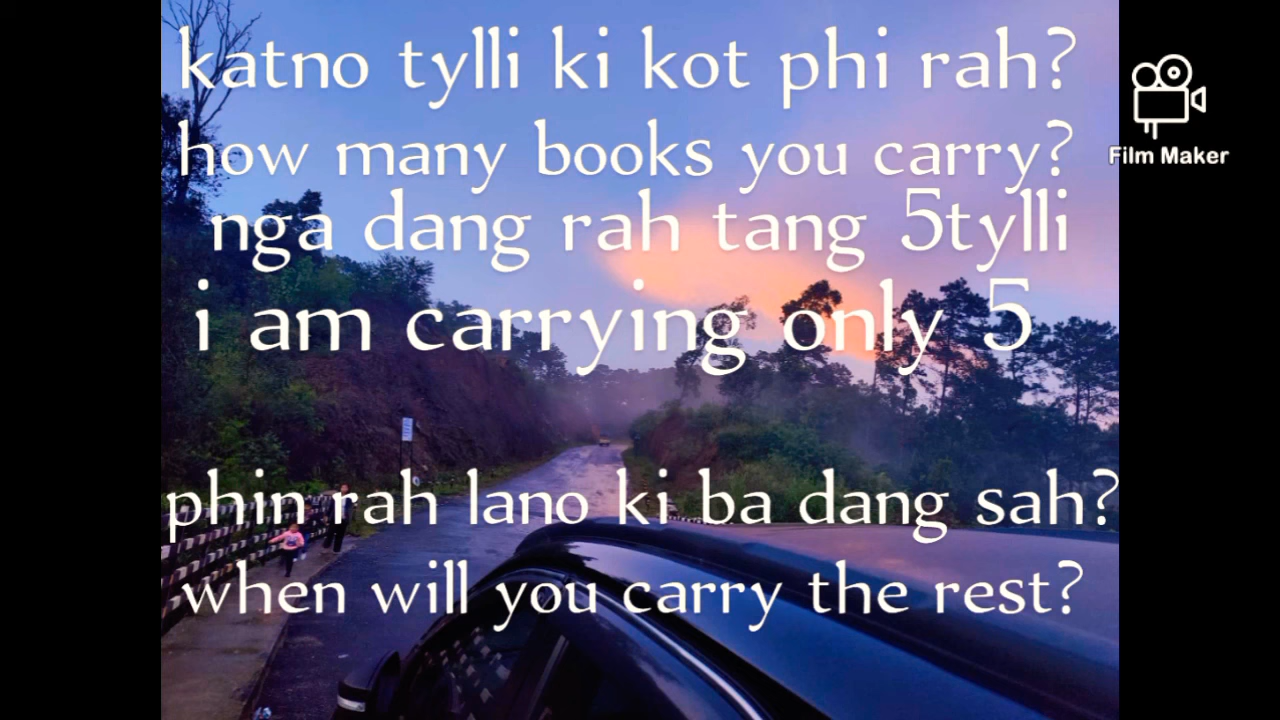 katno tylli ki kot phi rah?
how many books you carry?
nga dang rah tang 5tylli
i am carrying only 5
phin rah lano ki ba dang sah?
when will you carry the rest?
Film Maker